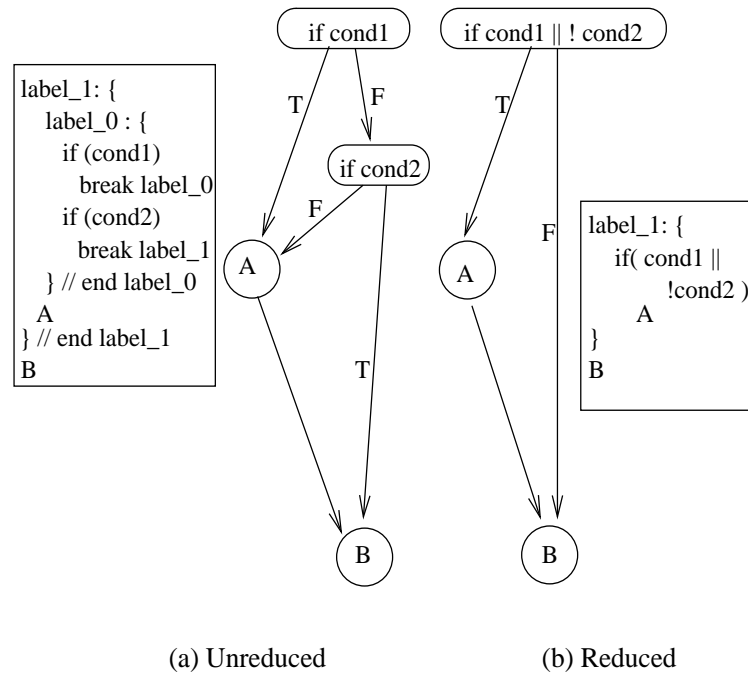 if cond1
T
F
if cond2
F
A
T
B
label_1: {
label_0 : {
if (cond1)
break label_0
if (cond2)
break label_1
} // end label_0
A
} // end label_1
B
(a) Unreduced
if cond1 || ! cond2
T
F
A
B
label_1: {
if( cond1 ||
!cond2 )
A
}
B
(b) Reduced